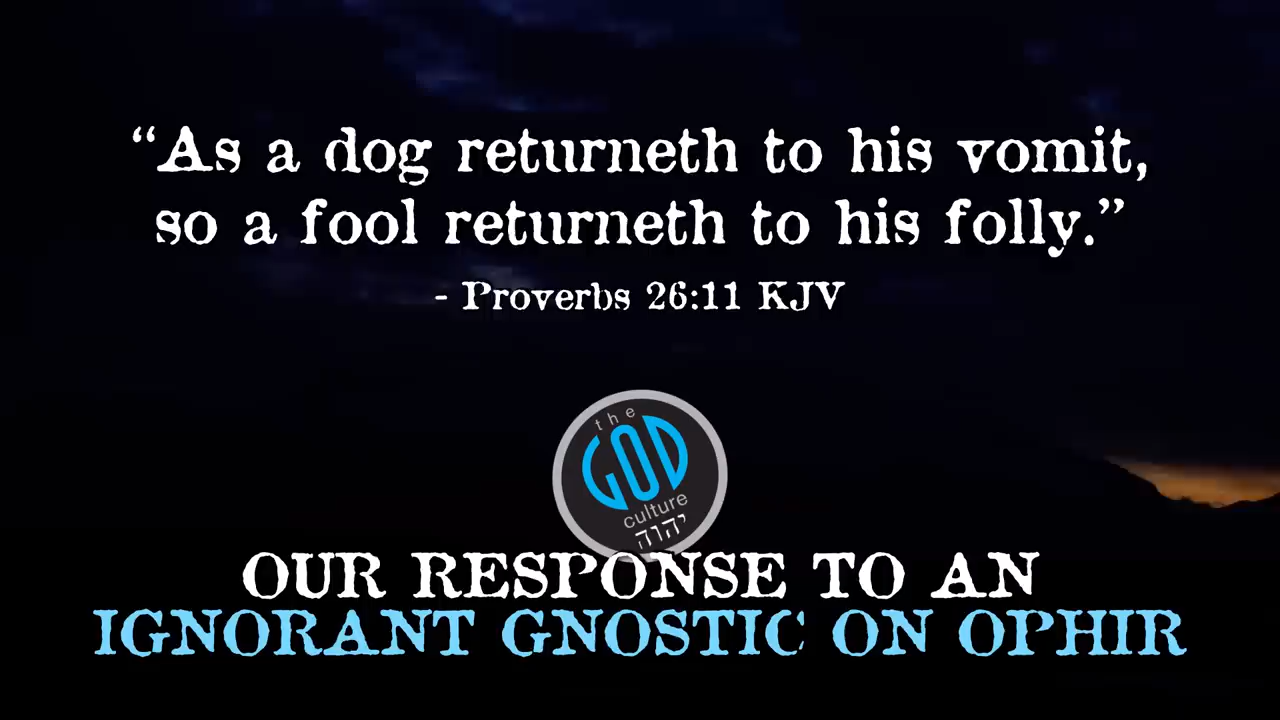 “As a dog returneth to his vomit,
so a fool returneth to his folly.”
- Proverbs 26:11 KJV
the
GOD
culture
יהוה
OUR RESPONSE TO AN
IGNORANT GNOSTIC ON OPHIR